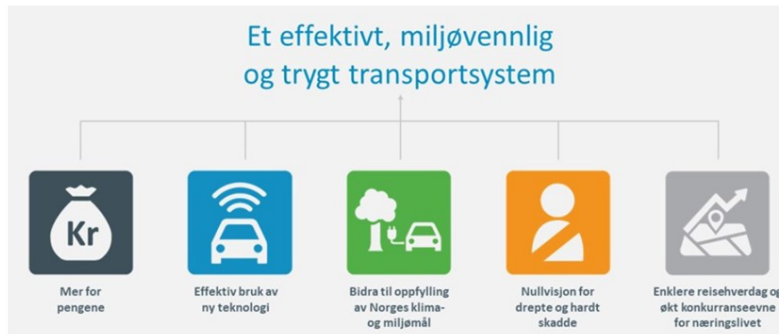 Et effektivt, miljøvennlig
og trygt transportsystem
Kr
Mer for
pengene
Effektiv bruk av
ny teknologi
Bidra til oppfylling
av Norges klima-
og miljømål
Nullvisjon for
drepte og hardt
skadde
Enklere reisehverdag og
økt konkurranseevne
for næringslivet